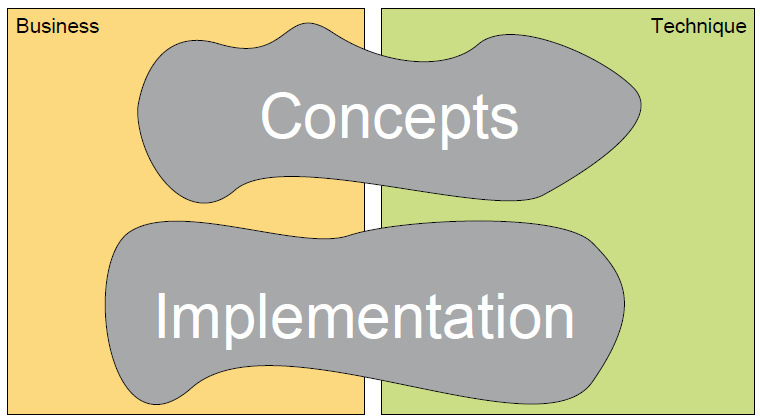 Business
Technique
Concepts
Implementation